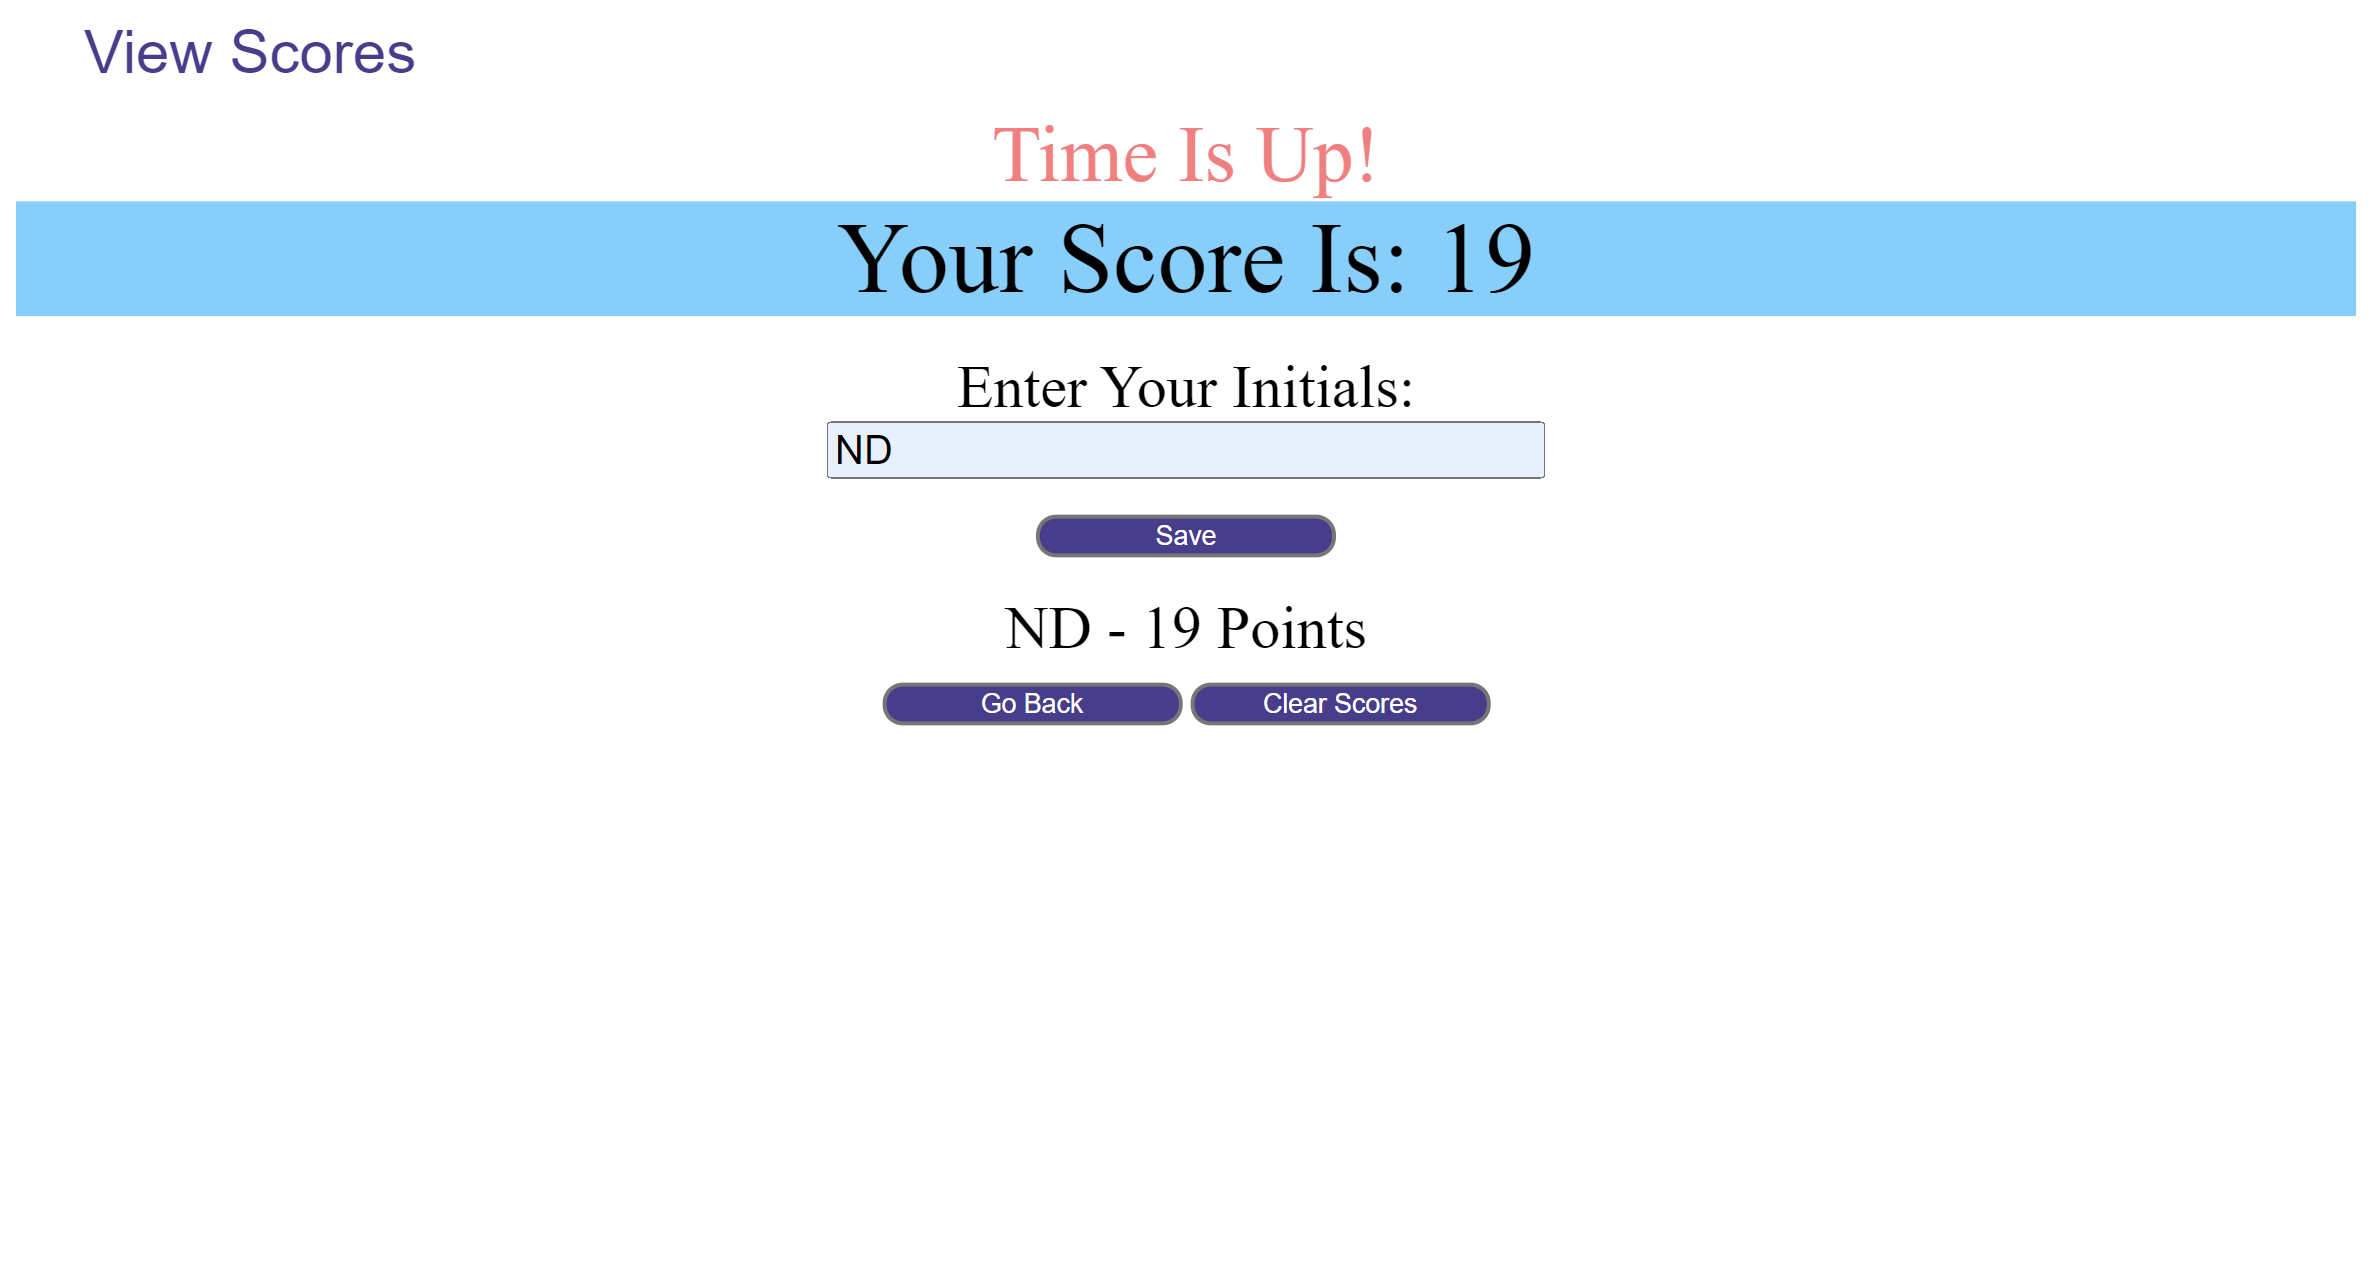 View Scores
Time Is Up!
Your Score Is: 19
Enter Your Initials:
ND
Save
ND - 19 Points
Go Back Clear Scores